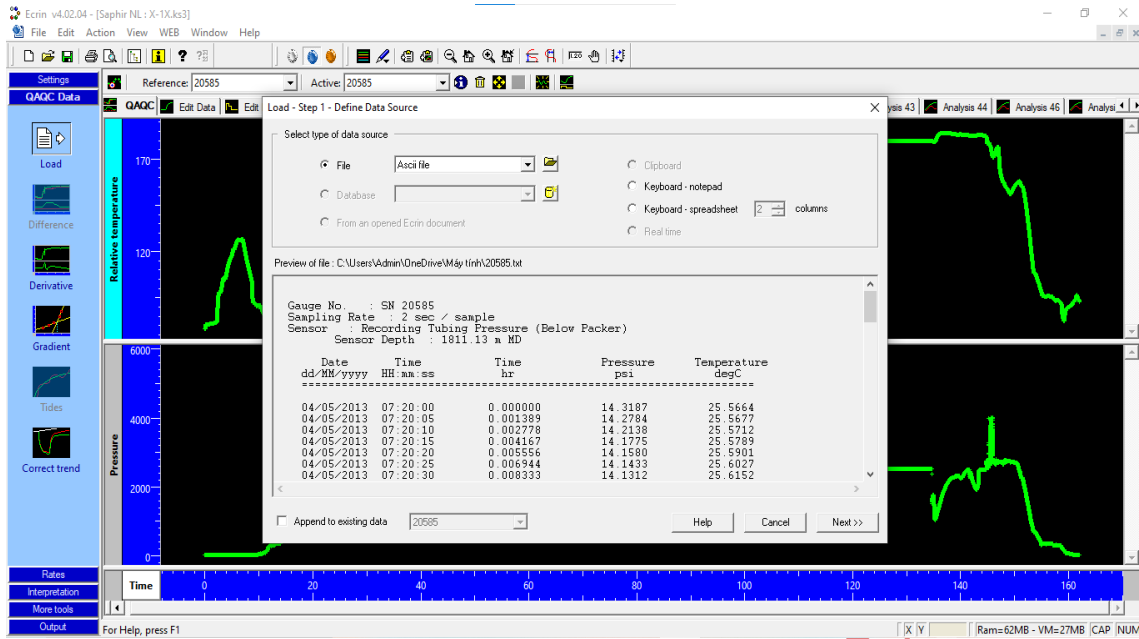 Ecrin v4.02.04 - [Saphir NL : X-1X.ks3]
File Edit Action View WEB Window Help
Settings
QAQC Data
Load
Difference
Derivative
Gradient
Tides
Correct trend
Rates
Interpretation
More tools
Output
Reference: 20585 Active: 20585
QAQC Edit Data Edit
ysis 43 Analysis 44 Analysis 46 Analysi
Load - Step 1 - Define Data Source
Select type of data source
File Ascii file
Database
From an opened Ecrin document
Clipboard
Keyboard - notepad
Keyboard - spreadsheet 2 columns
Real time
Preview of file : C:\Users\Admin\OneDrive\Máy tính\20585.txt
Gauge No. : SN 20585
Sampling Rate : 2 sec / sample
Sensor : Recording Tubing Pressure (Below Packer)
Sensor Depth : 1811.13 m MD
Date Time Time Pressure Temperature
dd/MM/yyyy HH:mm:ss hr psi degC
==========================================================================
04/05/2013 07:20:00 0.000000 14.3187 25.5664
04/05/2013 07:20:05 0.001389 14.2784 25.5677
04/05/2013 07:20:10 0.002778 14.2138 25.5712
04/05/2013 07:20:15 0.004167 14.1775 25.5789
04/05/2013 07:20:20 0.005556 14.1580 25.5901
04/05/2013 07:20:25 0.006944 14.1433 25.6027
04/05/2013 07:20:30 0.008333 14.1312 25.6152
Append to existing data 20585
Help Cancel Next >>
Relative temperature
170
120
Pressure
6000
4000
2000
0
Time
0 20 40 60 80 100 120 140 160
For Help, press F1
X Y
Ram=62MB - VM=27MB CAP NUM